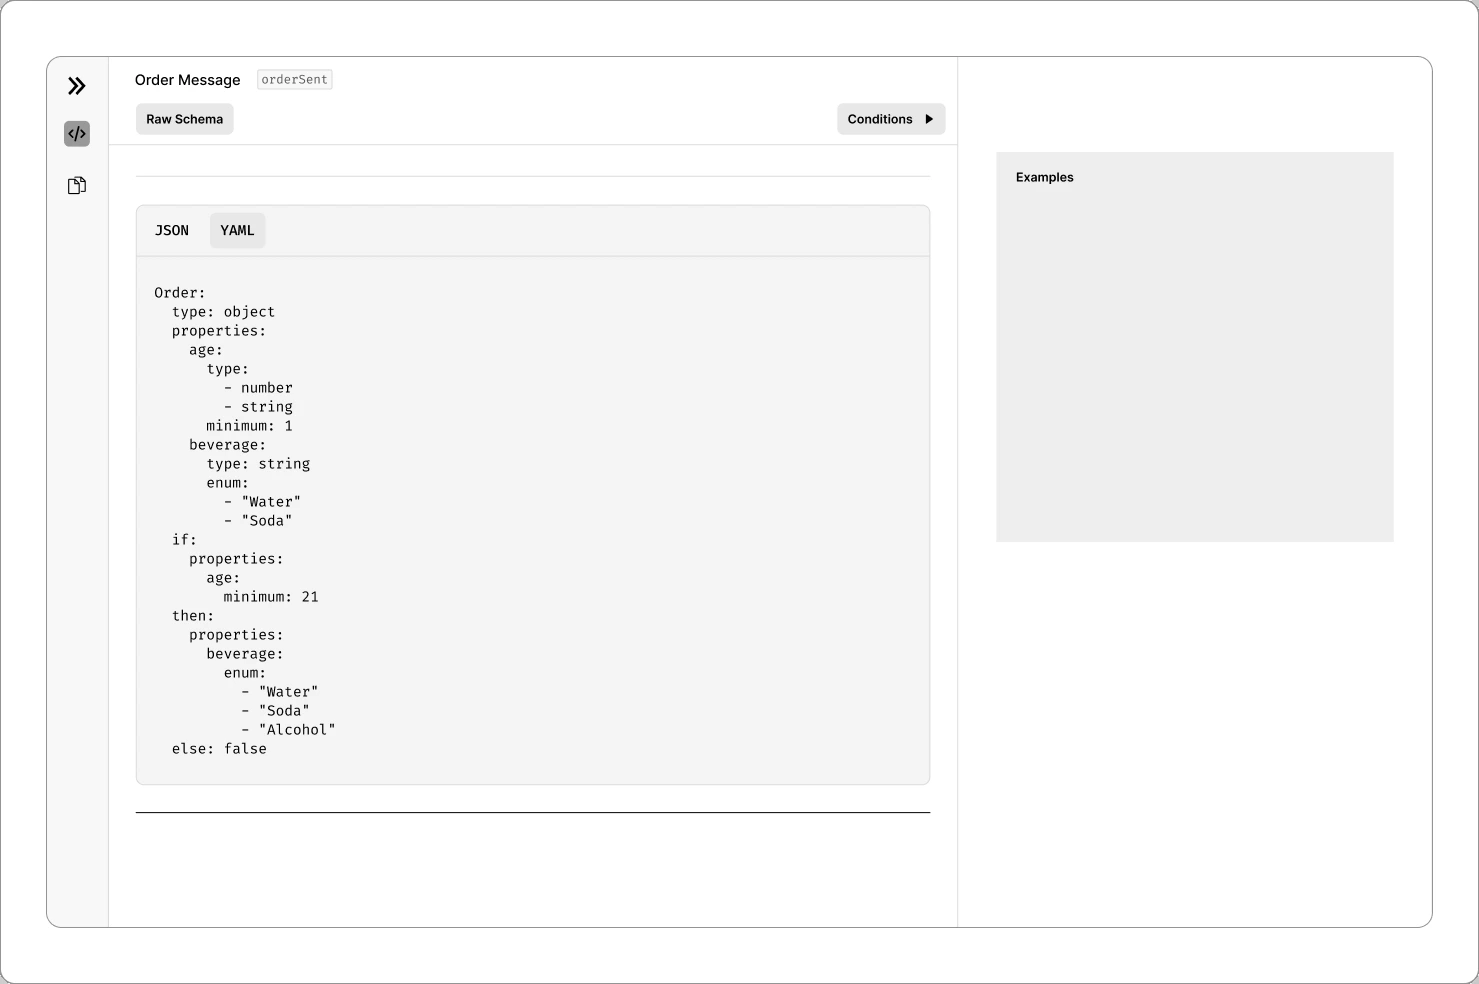 Order Message orderSent
Raw Schema Conditions
Examples
JSON YAML
Order:
  type: object
  properties:
    age:
      type:
        - number
        - string
      minimum: 1
    beverage:
      type: string
      enum:
        - "Water"
        - "Soda"
  if:
    properties:
      age:
        minimum: 21
  then:
    properties:
      beverage:
        enum:
          - "Water"
          - "Soda"
          - "Alcohol"
  else: false